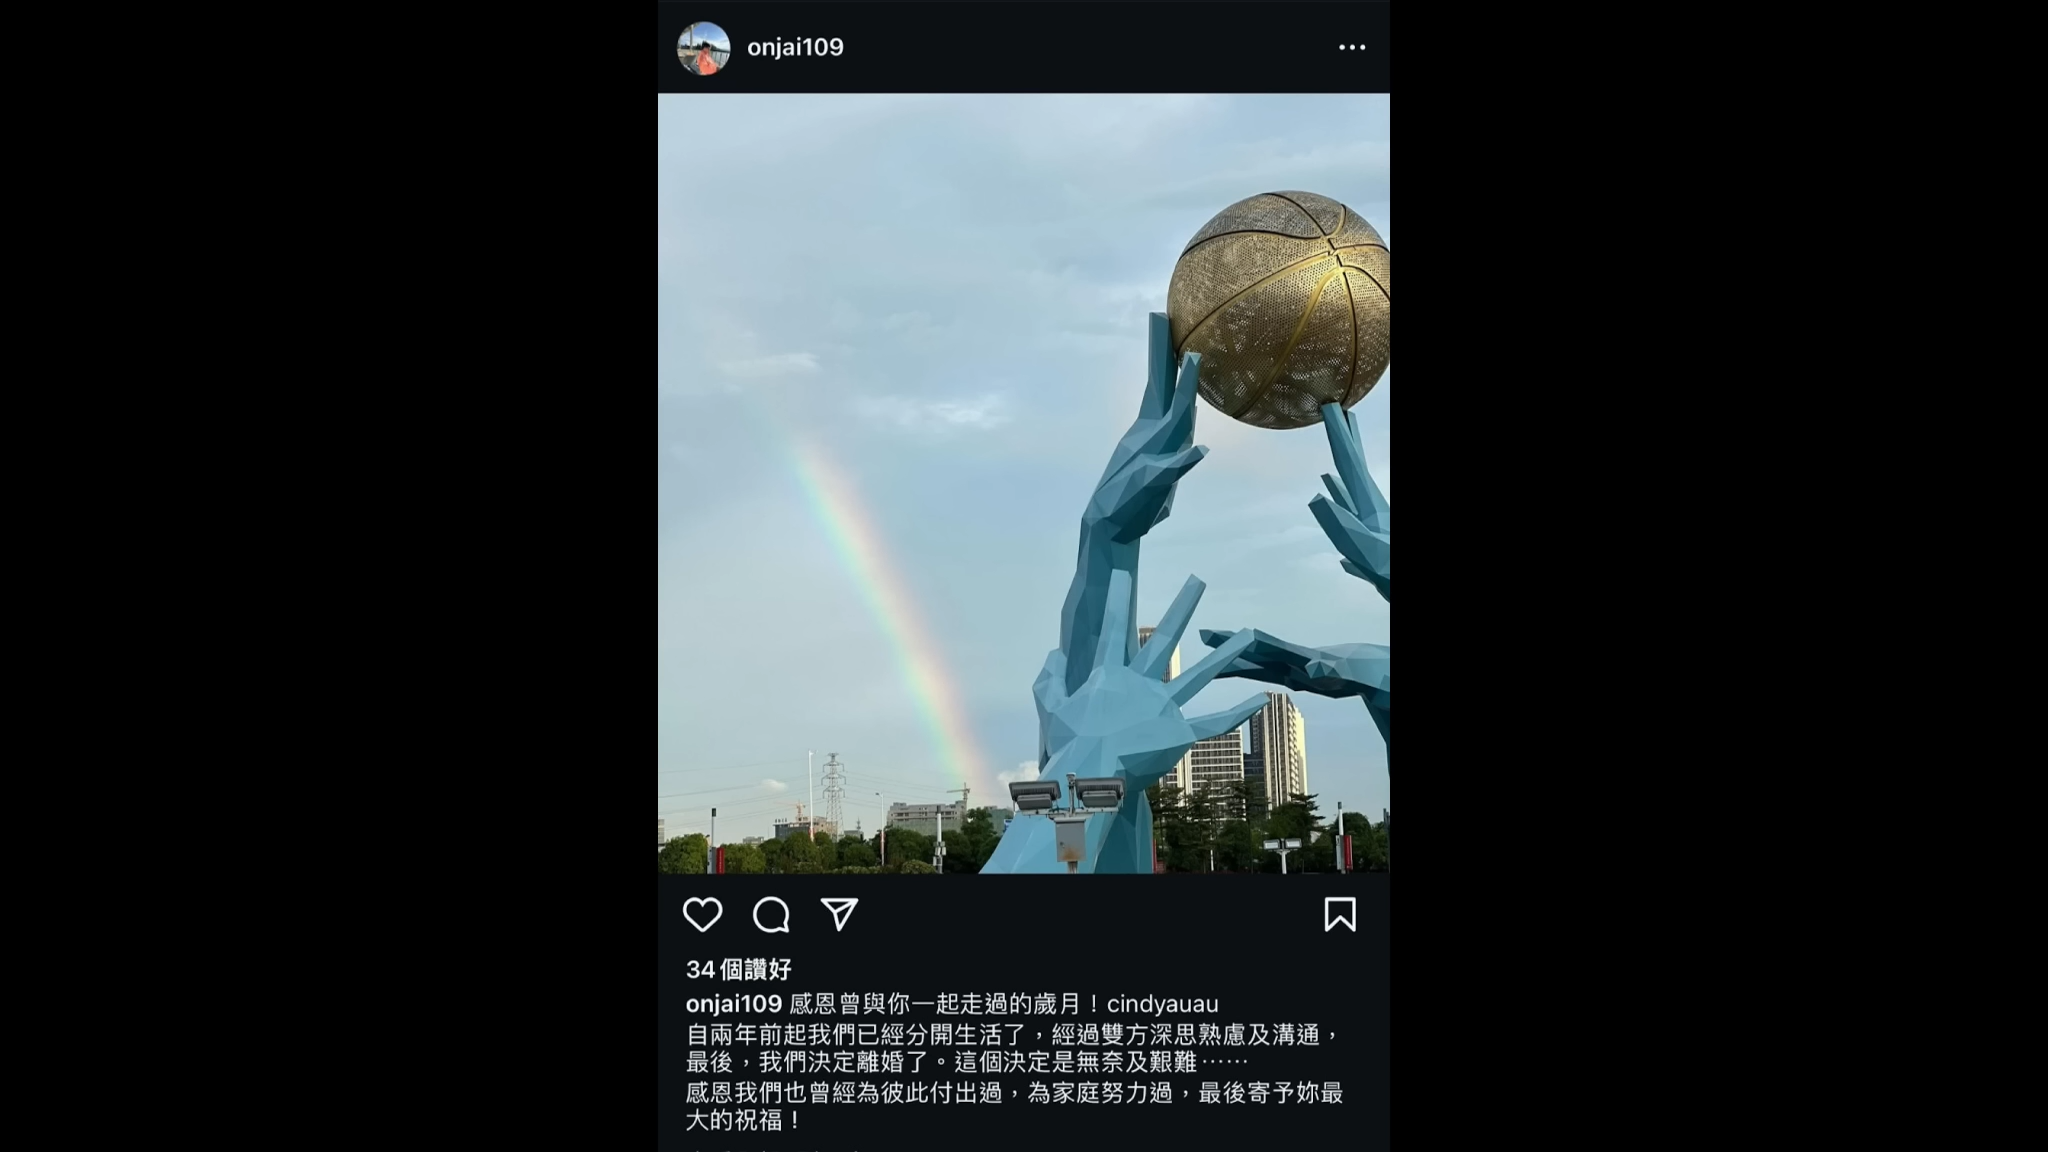 onjai109
34個讚好
onjai109 感恩曾與你一起走過的歲月！cindyauau
自兩年前起我們已經分開生活了，經過雙方深思熟慮及溝通，
最後，我們決定離婚了。這個決定是無奈及艱難⋯⋯
感恩我們也曾經為彼此付出過，為家庭努力過，最後寄予妳最
大的祝福！